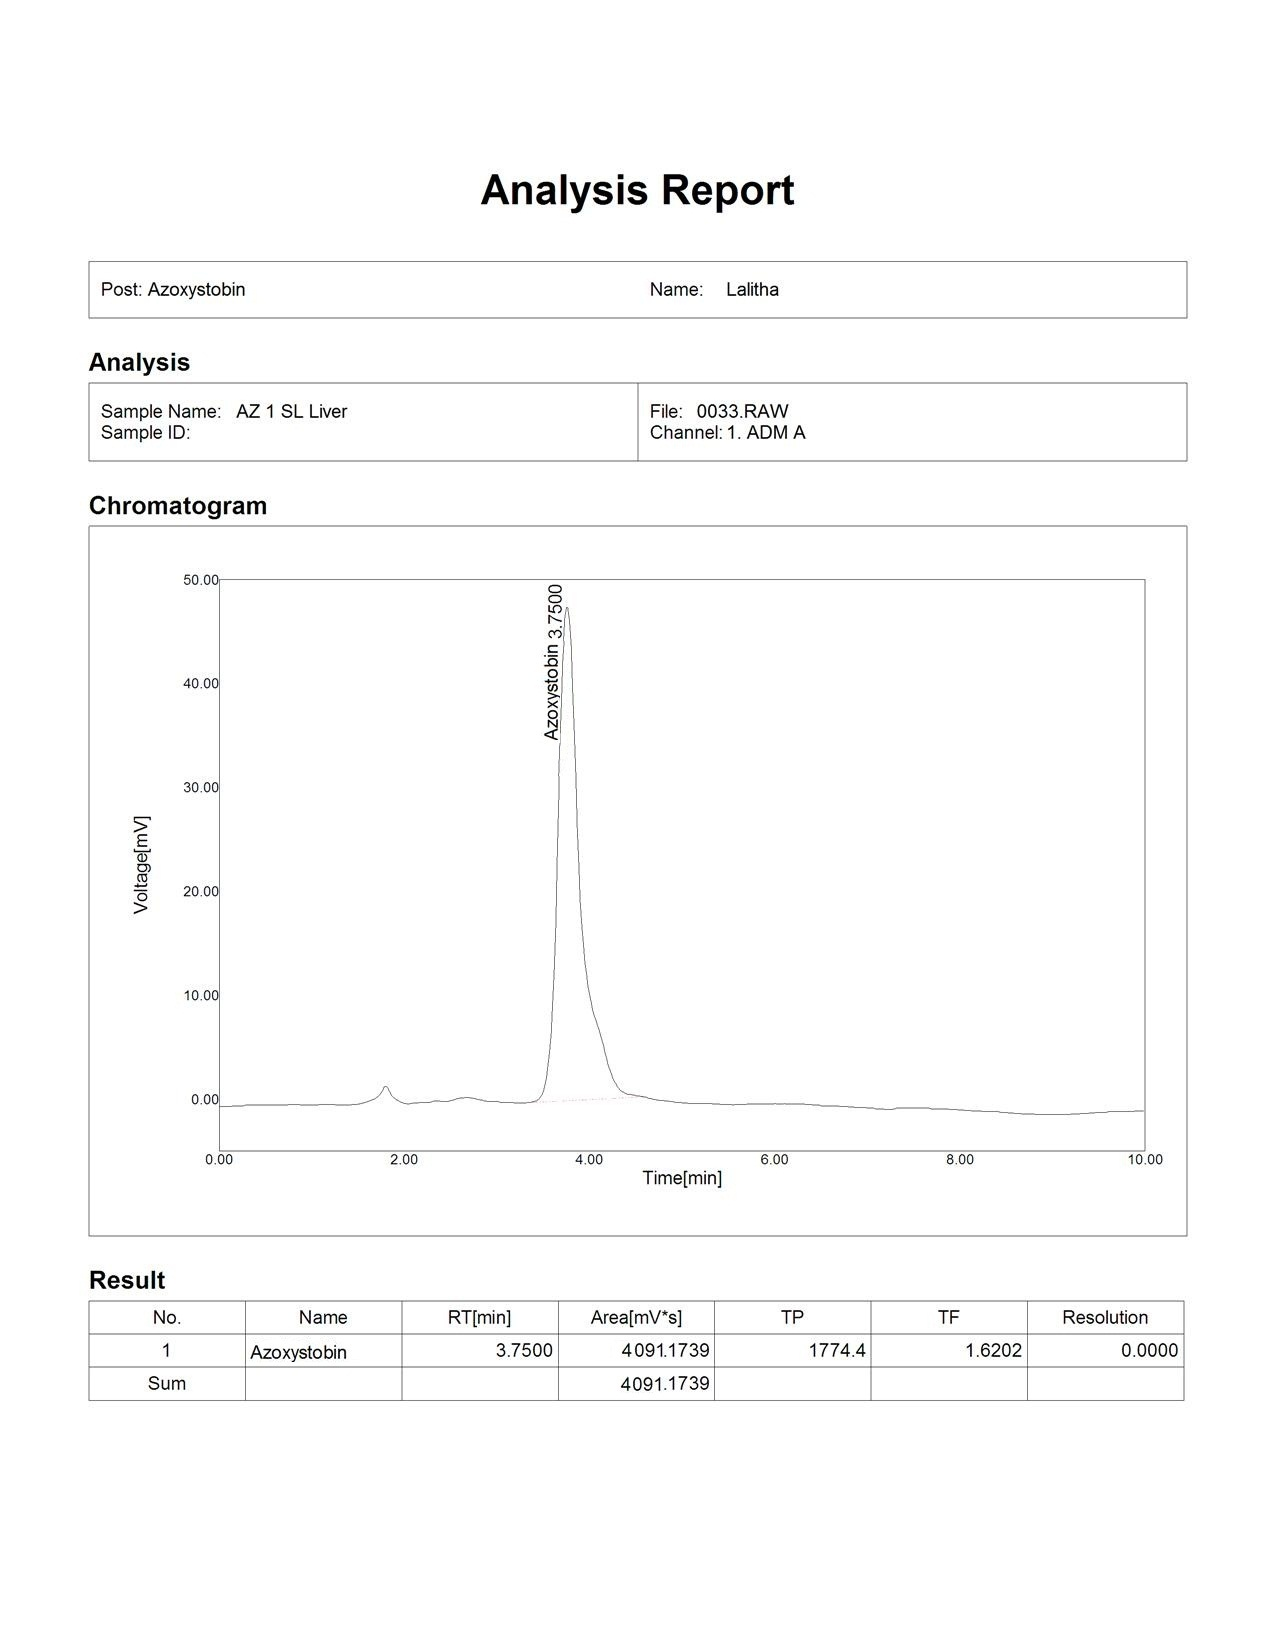 Analysis Report
Post: Azoxystobin Name: Lalitha
Analysis
Sample Name: AZ 1 SL Liver
Sample ID:
File: 0033.RAW
Channel: 1. ADM A
Chromatogram
Azoxystobin 3.7500
50.00
40.00
30.00
20.00
10.00
0.00
Voltage[mV]
0.00 2.00 4.00 6.00 8.00 10.00
Time[min]
Result
No. Name RT[min] Area[mV*s] TP TF Resolution
1 Azoxystobin 3.7500 4091.1739 1774.4 1.6202 0.0000
Sum 4091.1739